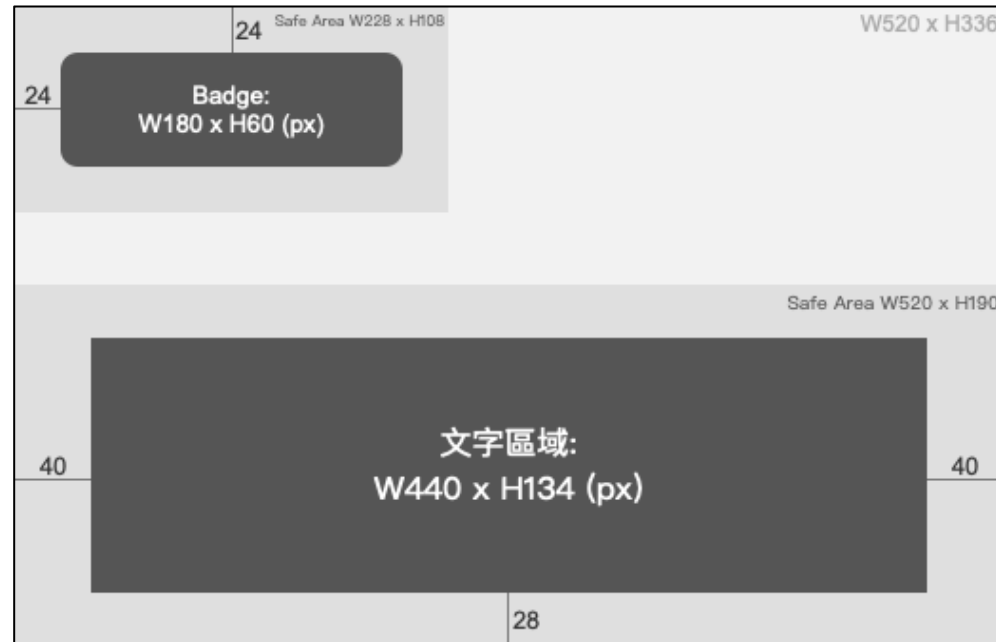 24
Safe Area W228 x H108
W520 x H336
24
Badge:
W180 x H60 (px)
Safe Area W520 x H190
文字區域:
W440 x H134 (px)
40
40
28